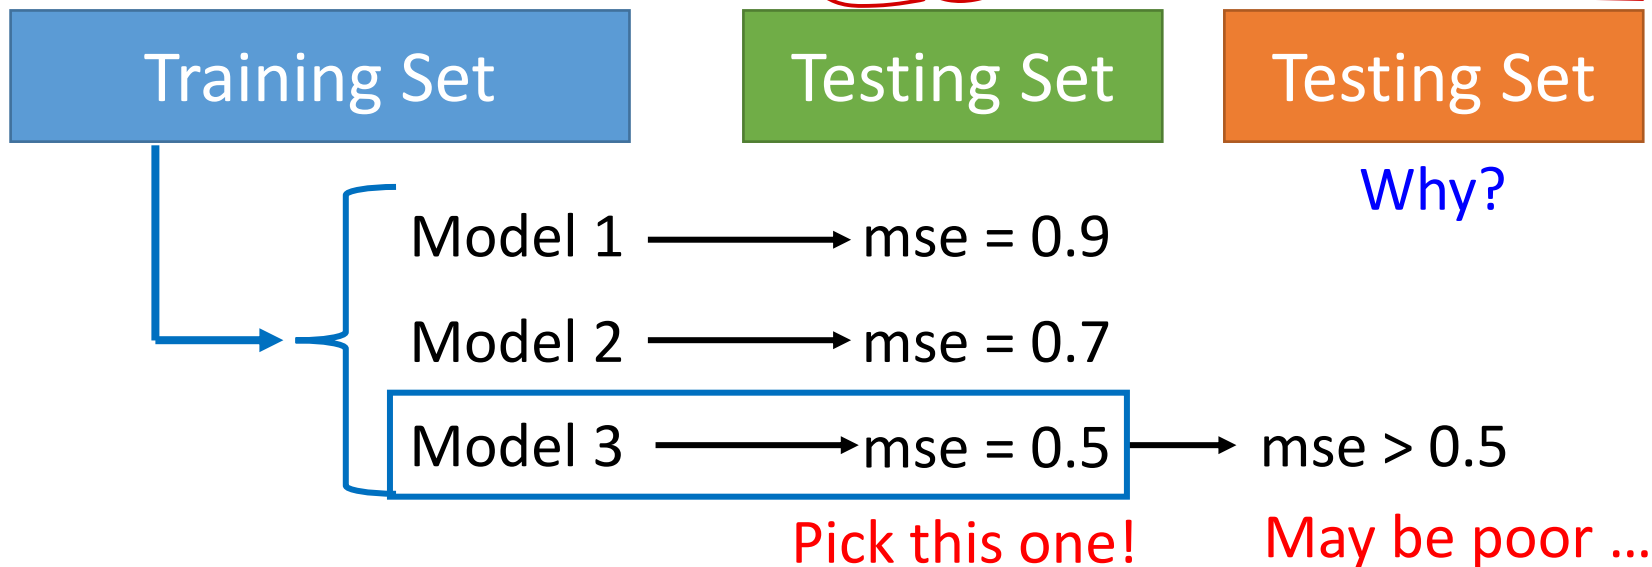 Training Set
Testing Set
Testing Set
Why?
Model 1
mse = 0.9
Model 2
mse = 0.7
Model 3
mse = 0.5
mse > 0.5
Pick this one!
May be poor ...